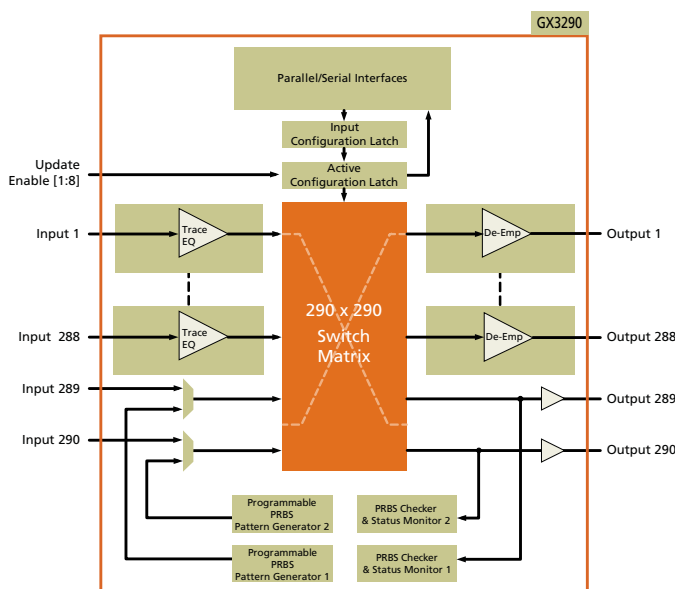 GX3290
Parallel/Serial Interfaces
Input
Configuration Latch
Update
Enable [1:8]
Active
Configuration Latch
Input 1
Trace
EQ
De-Emp
Output 1
290 x 290
Switch
Matrix
Input 288
Trace
EQ
De-Emp
Output 288
Input 289
Output 289
Input 290
Output 290
Programmable
PRBS
Pattern Generator 2
PRBS Checker
& Status Monitor 2
Programmable
PRBS
Pattern Generator 1
PRBS Checker
& Status Monitor 1